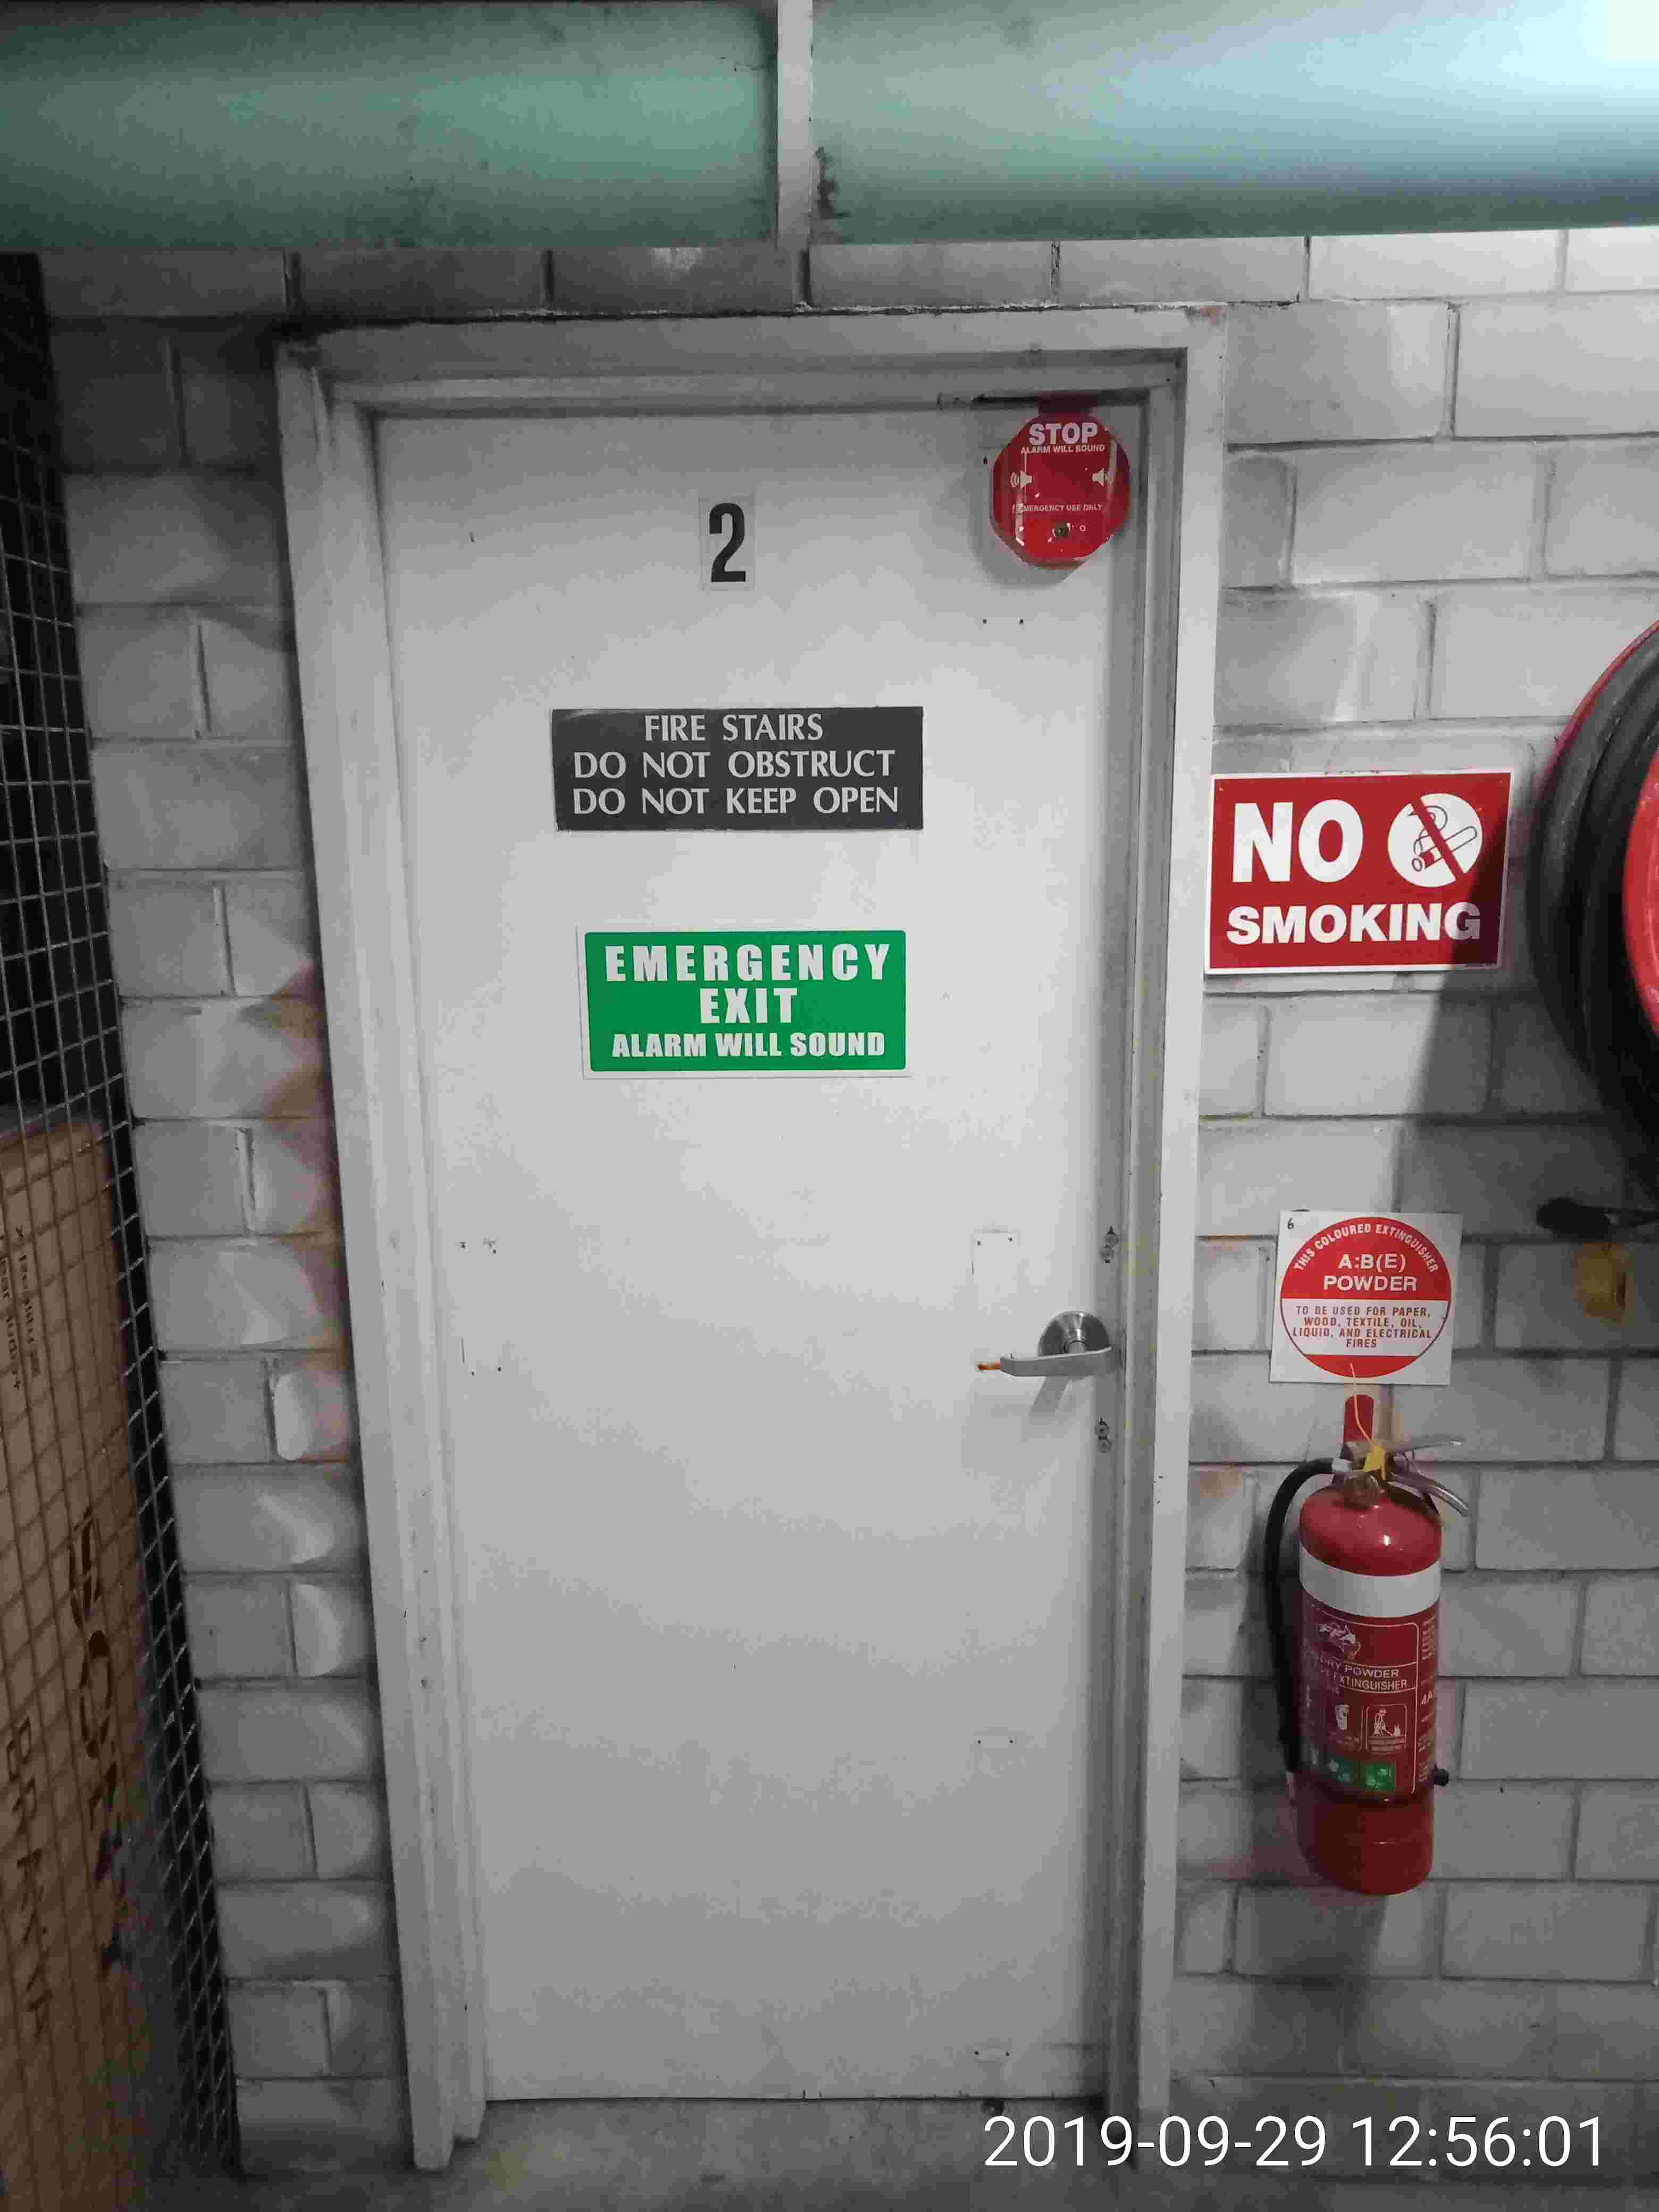 STOP
ALARM WILL SOUND
EMERGENCY USE ONLY
2
FIRE STAIRS
DO NOT OBSTRUCT
DO NOT KEEP OPEN
NO
SMOKING
EMERGENCY
EXIT
ALARM WILL SOUND
6
THIS COLOURED EXTINGUISHER
A:B(E)
POWDER
TO BE USED FOR PAPER,
WOOD, TEXTILE, OIL,
LIQUID, AND ELECTRICAL
FIRES
DRY POWDER
EXTINGUISHER
2019-09-29 12:56:01